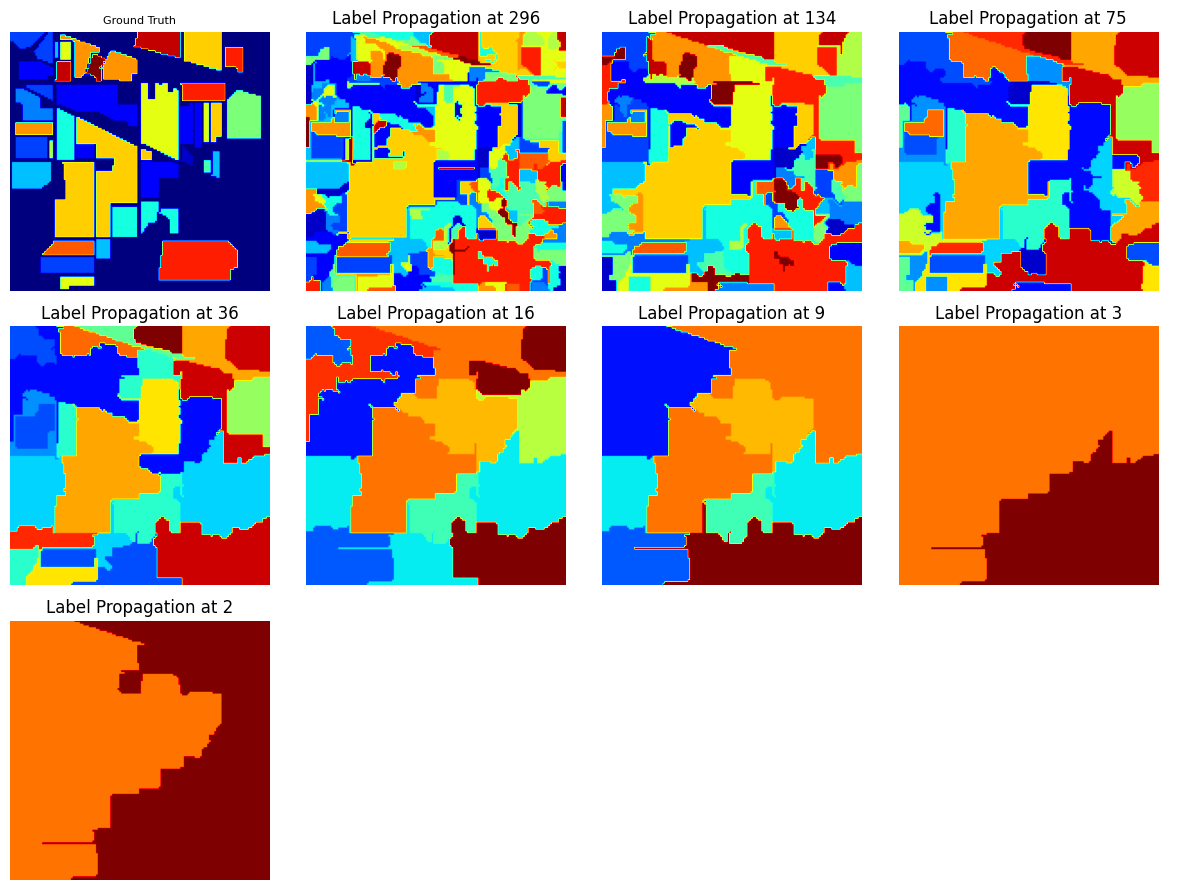 Ground Truth
Label Propagation at 296
Label Propagation at 134
Label Propagation at 75
Label Propagation at 36
Label Propagation at 16
Label Propagation at 9
Label Propagation at 3
Label Propagation at 2